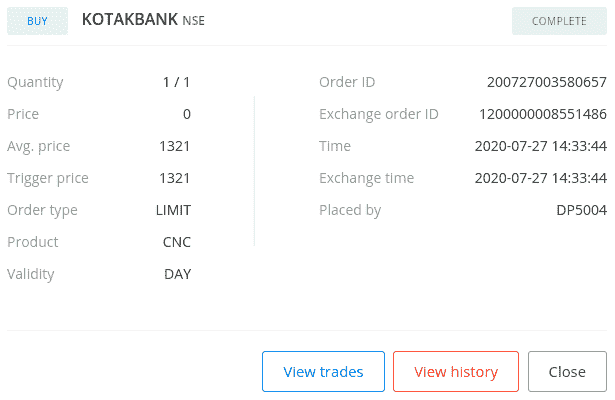 BUY KOTAKBANK NSE COMPLETE
Quantity 1 / 1
Price 0
Avg. price 1321
Trigger price 1321
Order type LIMIT
Product CNC
Validity DAY
Order ID 200727003580657
Exchange order ID 1200000008551486
Time 2020-07-27 14:33:44
Exchange time 2020-07-27 14:33:44
Placed by DP5004
View trades View history Close